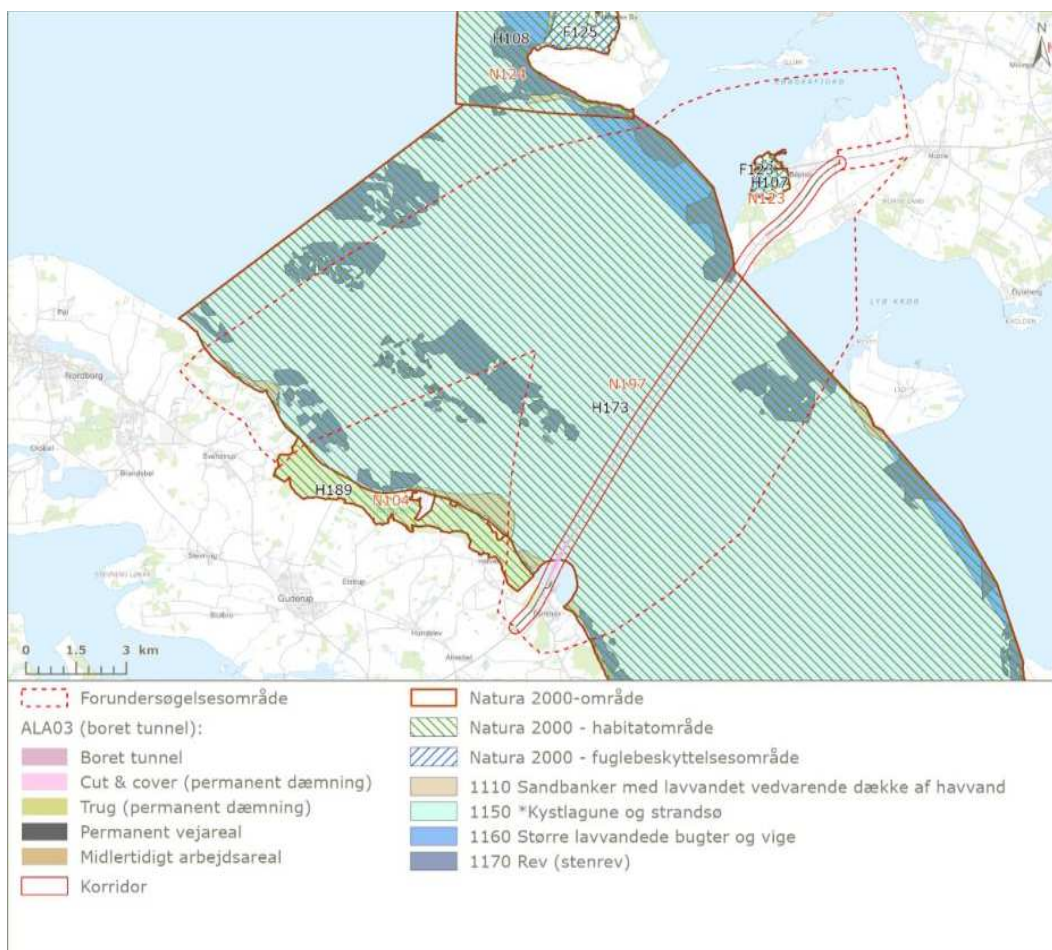 H108
F125
N124
N
F123
H107
N123
LYØ KROG
Nordborg
N197
H173
H189
N104
Guderup
0 1.5 3 km
Forundersøgelsesområde
ALA03 (boret tunnel):
Boret tunnel
Cut & cover (permanent dæmning)
Trug (permanent dæmning)
Permanent vejareal
Midlertidigt arbejdsareal
Korridor
Natura 2000-område
Natura 2000 - habitatområde
Natura 2000 - fuglebeskyttelsesområde
1110 Sandbanker med lavvandet vedvarende dække af havvand
1150 *Kystlagune og strandsø
1160 Større lavvandede bugter og vige
1170 Rev (stenrev)